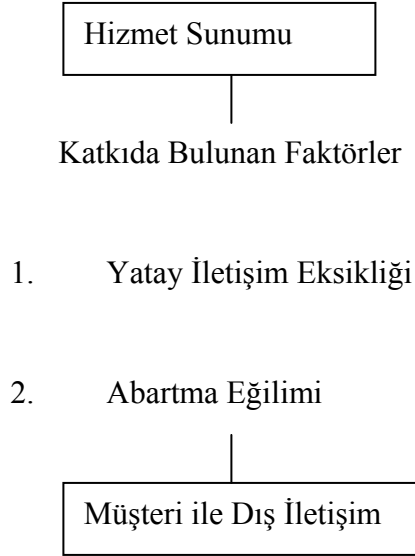 Hizmet Sunumu
Katkıda Bulunan Faktörler
1. Yatay İletişim Eksikliği
2. Abartma Eğilimi
Müşteri ile Dış İletişim